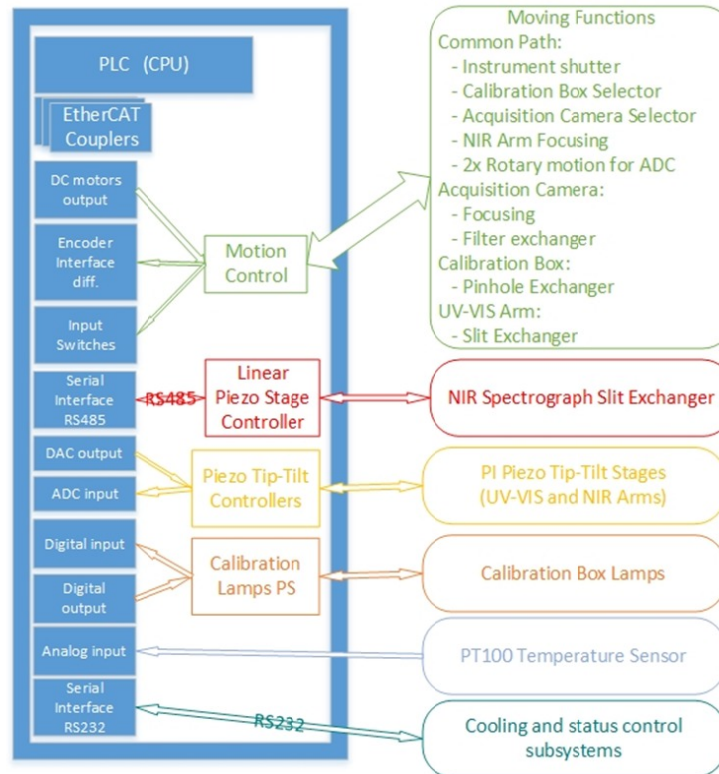 PLC (CPU)
EtherCAT
Couplers
DC motors
output
Encoder
Interface
diff.
Input
Switches
Serial
Interface
RS485
DAC output
ADC input
Digital input
Digital
output
Analog input
Serial
Interface
RS232
Motion
Control
RS485
Linear
Piezo Stage
Controller
Piezo Tip-Tilt
Controllers
Calibration
Lamps PS
RS232
Moving Functions
Common Path:
- Instrument shutter
- Calibration Box Selector
- Acquisition Camera Selector
- NIR Arm Focusing
- 2x Rotary motion for ADC
Acquisition Camera:
- Focusing
- Filter exchanger
Calibration Box:
- Pinhole Exchanger
UV-VIS Arm:
- Slit Exchanger
NIR Spectrograph Slit Exchanger
PI Piezo Tip-Tilt Stages
(UV-VIS and NIR Arms)
Calibration Box Lamps
PT100 Temperature Sensor
Cooling and status control
subsystems